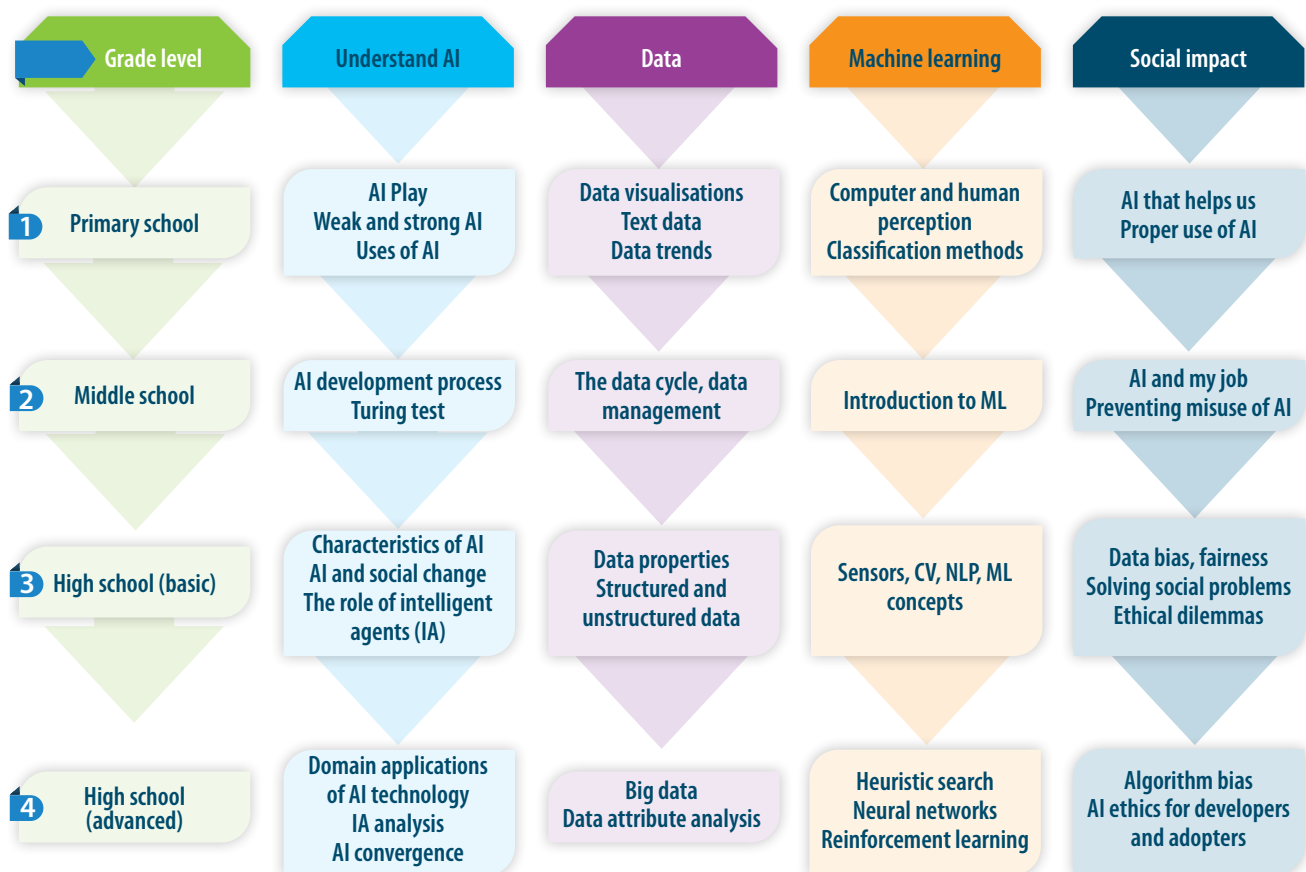 Grade level
Understand AI
Data
Machine learning
Social impact
1
Primary school
AI Play
Weak and strong AI
Uses of AI
Data visualisations
Text data
Data trends
Computer and human
perception
Classification methods
AI that helps us
Proper use of AI
2
Middle school
AI development process
Turing test
The data cycle, data
management
Introduction to ML
AI and my job
Preventing misuse of AI
3
High school (basic)
Characteristics of AI
AI and social change
The role of intelligent
agents (IA)
Data properties
Structured and
unstructured data
Sensors, CV, NLP, ML
concepts
Data bias, fairness
Solving social problems
Ethical dilemmas
4
High school
(advanced)
Domain applications
of AI technology
IA analysis
AI convergence
Big data
Data attribute analysis
Heuristic search
Neural networks
Reinforcement learning
Algorithm bias
AI ethics for developers
and adopters